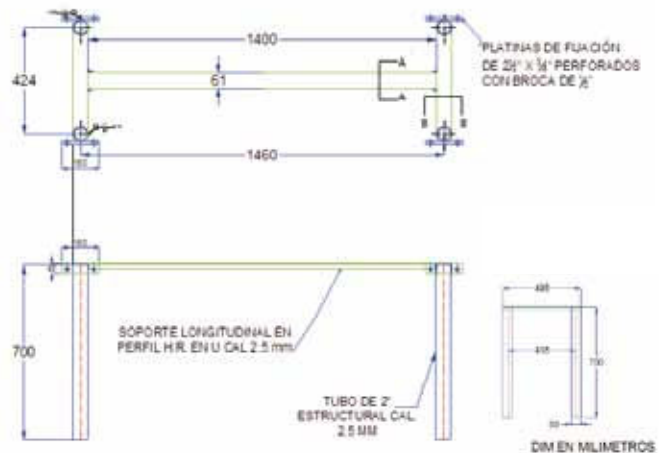 1400
A
PLATINAS DE FIJACIÓN
DE 2½" X ¼" PERFORADOS
CON BROCA DE ½"
424
61
A
B
B
1460
700
SOPORTE LONGITUDINAL EN
PERFIL H.R. EN U CAL 2.5 mm
TUBO DE 2"
ESTRUCTURAL CAL.
2.5 MM
700
DIM EN MILIMETROS